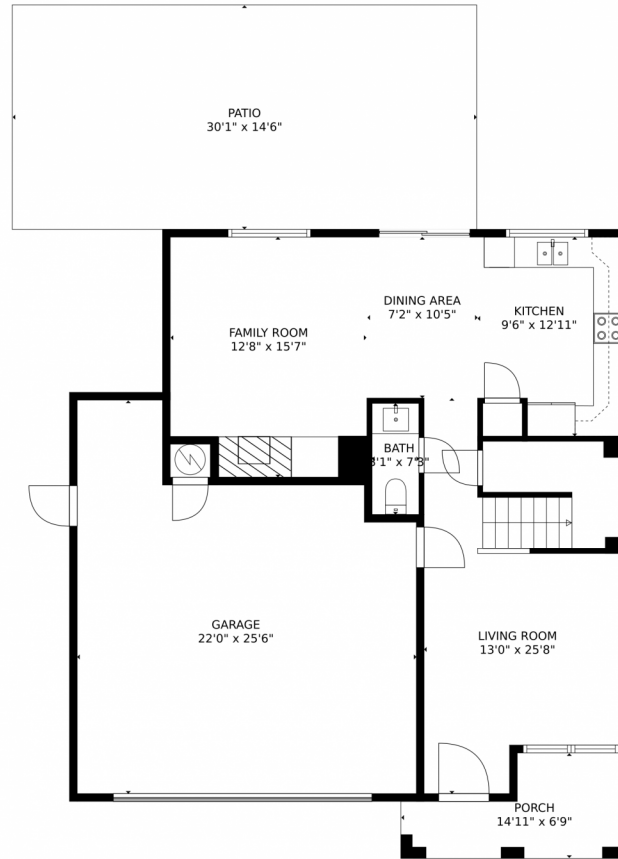 PATIO
30'1" x 14'6"
DINING AREA
7'2" x 10'5"
KITCHEN
9'6" x 12'11"
FAMILY ROOM
12'8" x 15'7"
BATH
x 7'3"
GARAGE
22'0" x 25'6"
LIVING ROOM
13'0" x 25'8"
PORCH
14'11" x 6'9"